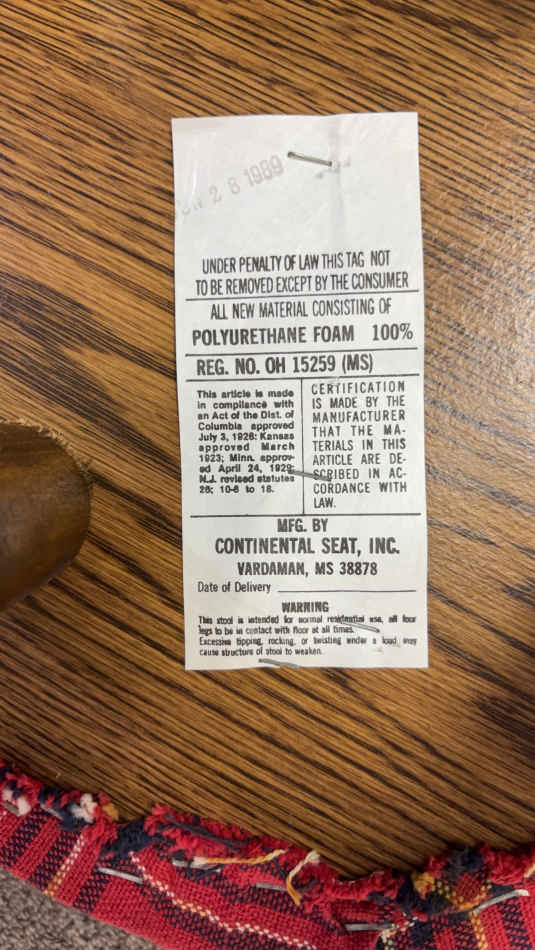 28 1989
UNDER PENALTY OF LAW THIS TAG NOT
TO BE REMOVED EXCEPT BY THE CONSUMER
ALL NEW MATERIAL CONSISTING OF
POLYURETHANE FOAM 100%
REG. NO. OH 15259 (MS)
This article is made
in compliance with
an Act of the Dist. of
Columbia approved
July 3, 1926; Kansas
approved March
1923; Minn. approv-
ed April 24, 1929;
N.J. revised statutes
26; 10-6 to 18.
CERTIFICATION
IS MADE BY THE
MANUFACTURER
THAT THE MA-
TERIALS IN THIS
ARTICLE ARE DE-
SCRIBED IN AC-
CORDANCE WITH
LAW.
MFG. BY
CONTINENTAL SEAT, INC.
VARDAMAN, MS 38878
Date of Delivery
WARNING
This stool is intended for normal residential use, all four
legs to be in contact with floor at all times.
Excessive tipping, rocking, or twisting under a load may
cause structure of stool to weaken.